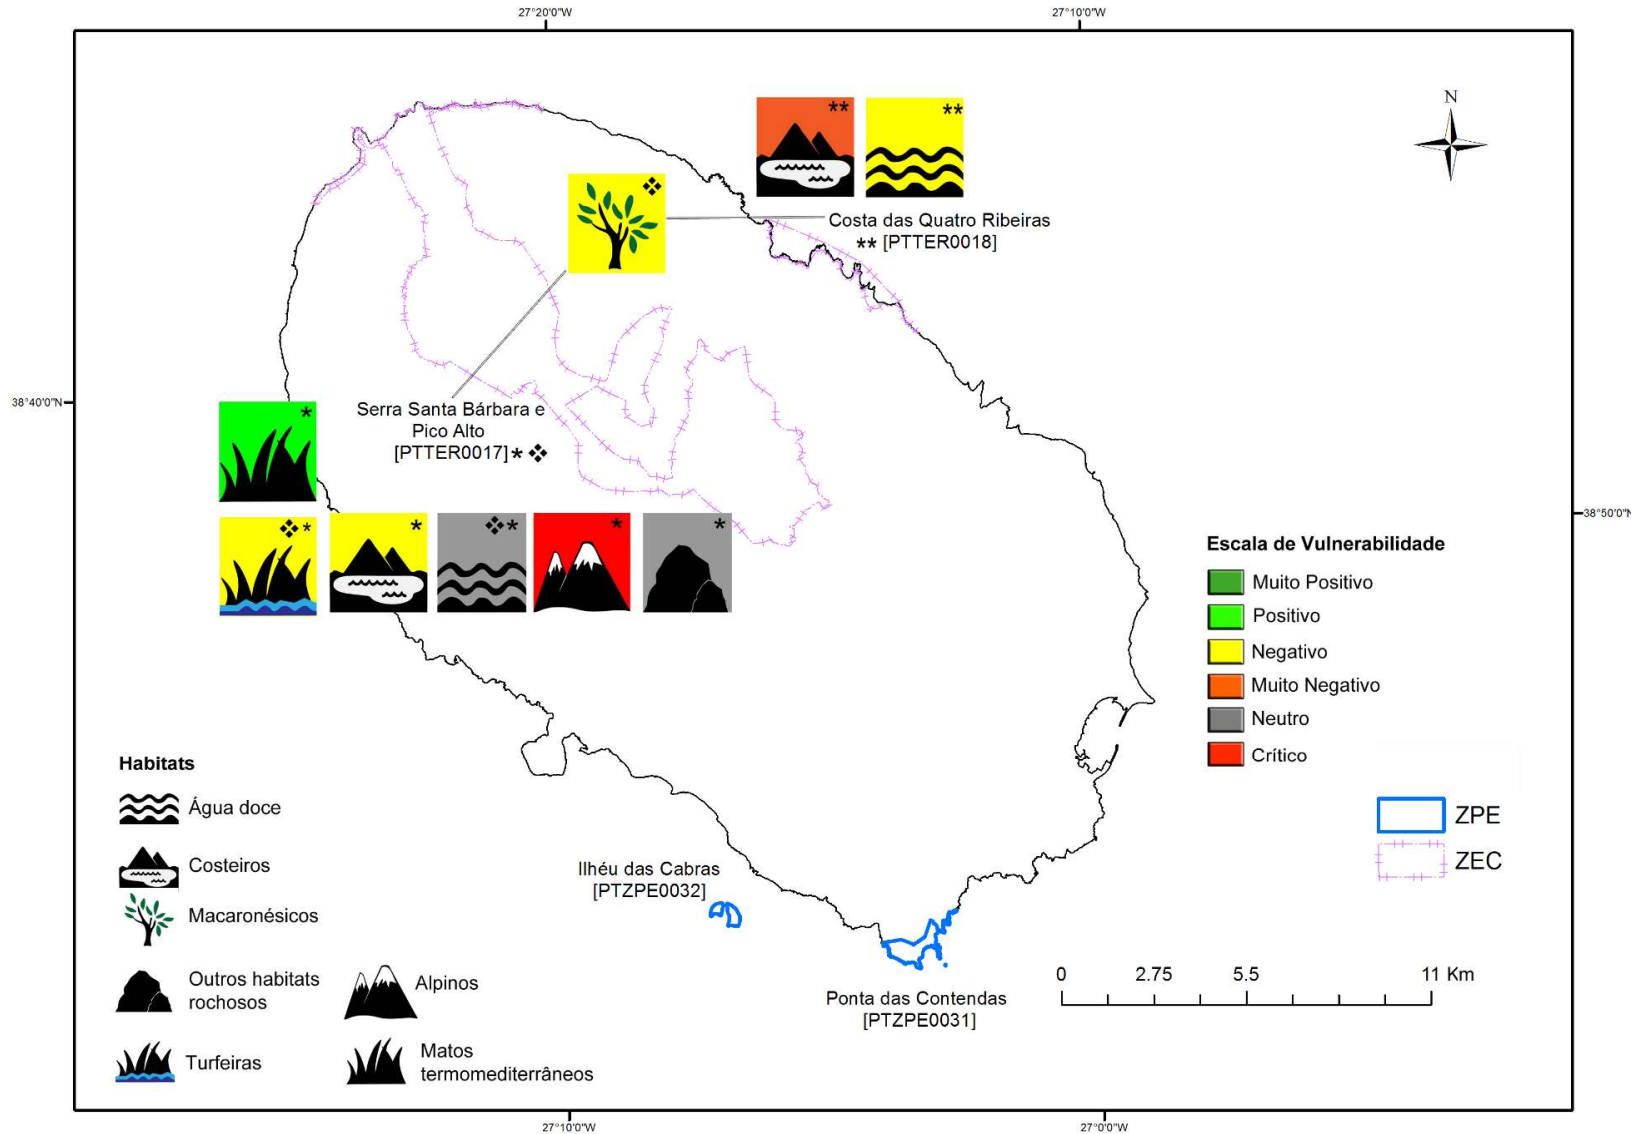 27°20'0"W
27°10'0"W
N
**
**
❖
Costa das Quatro Ribeiras
** [PTTER0018]
38°40'0"N
*
Serra Santa Bárbara e
Pico Alto
[PTTER0017]*❖
38°50'0"N
❖*
*
❖*
*
*
Escala de Vulnerabilidade
Muito Positivo
Positivo
Negativo
Muito Negativo
Neutro
Crítico
Habitats
Água doce
Costeiros
Macaronésicos
Outros habitats
rochosos
Alpinos
Turfeiras
Matos
termomediterrâneos
ZPE
ZEC
Ilhéu das Cabras
[PTZPE0032]
Ponta das Contendas
[PTZPE0031]
0 2.75 5.5 11 Km
27°10'0"W
27°0'0"W